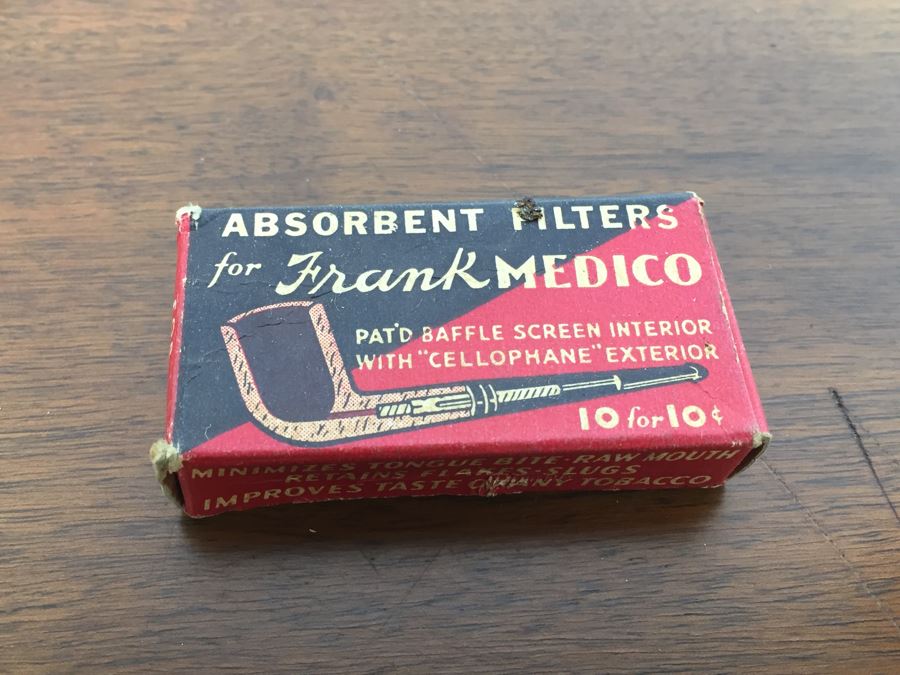 ABSORBENT FILTERS
for Frank MEDICO
PAT'D BAFFLE SCREEN INTERIOR
WITH "CELLOPHANE" EXTERIOR
10 for 10¢
MINIMIZES TONGUE BITE-RAW MOUTH
RETAINS FLAKES-SLUGS
IMPROVES TASTE OF ANY TOBACCO